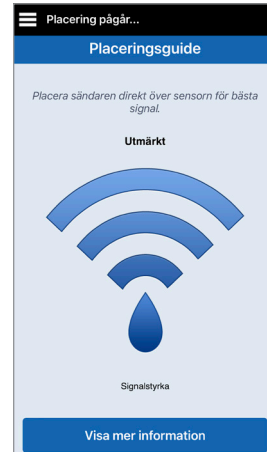 Placering pågår...
Placeringsguide
Placera sändaren direkt över sensorn för bästa
signal.
Utmärkt
Signalstyrka
Visa mer information